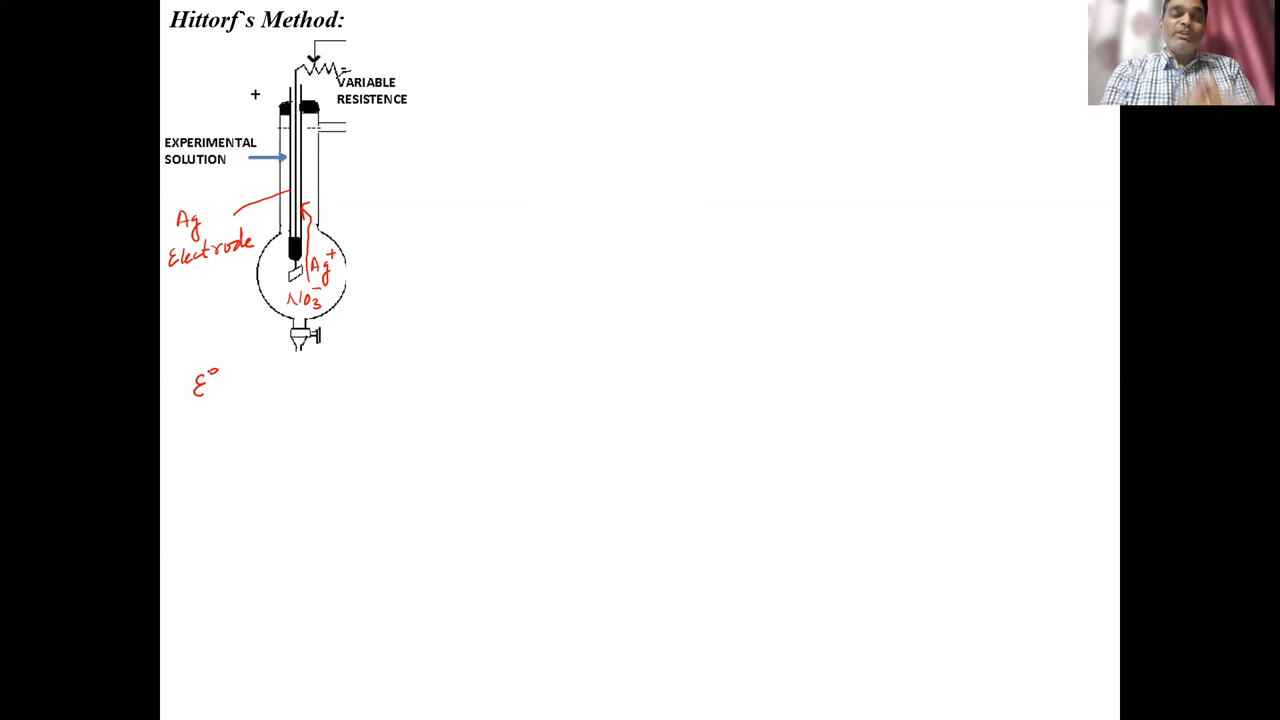 Hittorf`s Method:
VARIABLE
RESISTENCE
+
EXPERIMENTAL
SOLUTION
Ag
Electrode
Ag⁺
NO₃⁻
E°